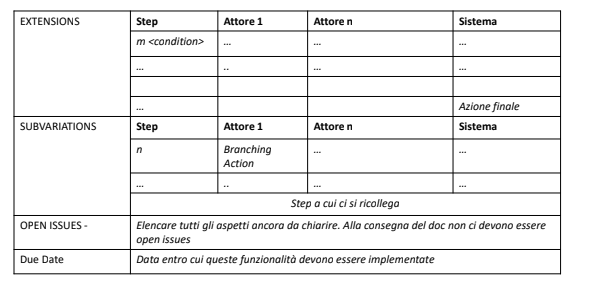 EXTENSIONS Step Attore 1 Attore n Sistema
m <condition> … … …
… .. … …
… Azione finale
SUBVARIATIONS Step Attore 1 Attore n Sistema
n Branching … …
Action
… .. … …
Step a cui ci si ricollega
OPEN ISSUES - Elencare tutti gli aspetti ancora da chiarire. Alla consegna del doc non ci devono essere
open issues
Due Date Data entro cui queste funzionalità devono essere implementate